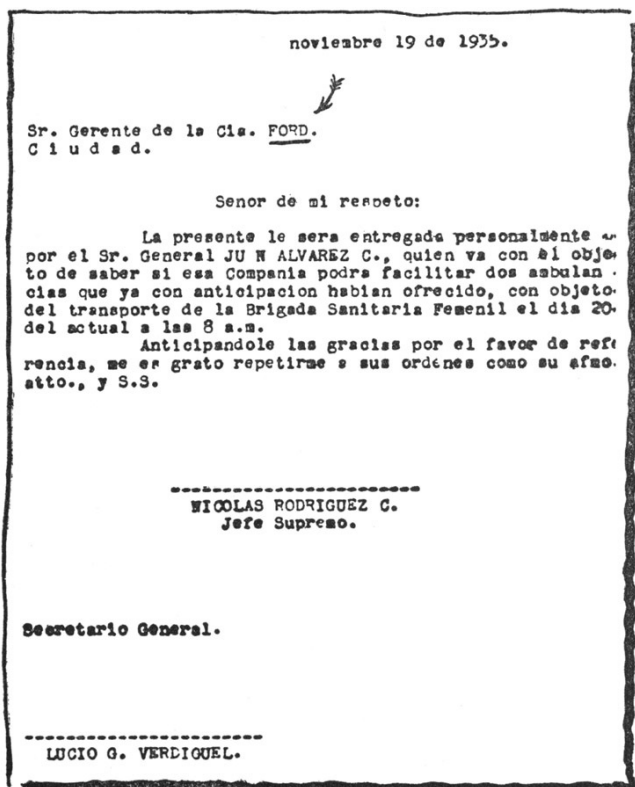 noviembre 19 de 1935.
Sr. Gerente de la Cia. FORD.
C i u d a d.
Senor de mi respeto:
La presente le sera entregada personalmente
por el Sr. General JU N ALVAREZ C., quien va con el obje
to de saber si esa Compania podra facilitar dos ambulan
cias que ya con anticipacion habian ofrecido, con objeto
del transporte de la Brigada Sanitaria Femenil el dia 20
del actual a las 8 a.m.
Anticipandole las gracias por el favor de refe
rencia, me es grato repetirme a sus ordenes como su afmo.
atto., y S.S.
NICOLAS RODRIGUEZ C.
Jefe Supremo.
Secretario General.
LUCIO G. VERDIGUEL.